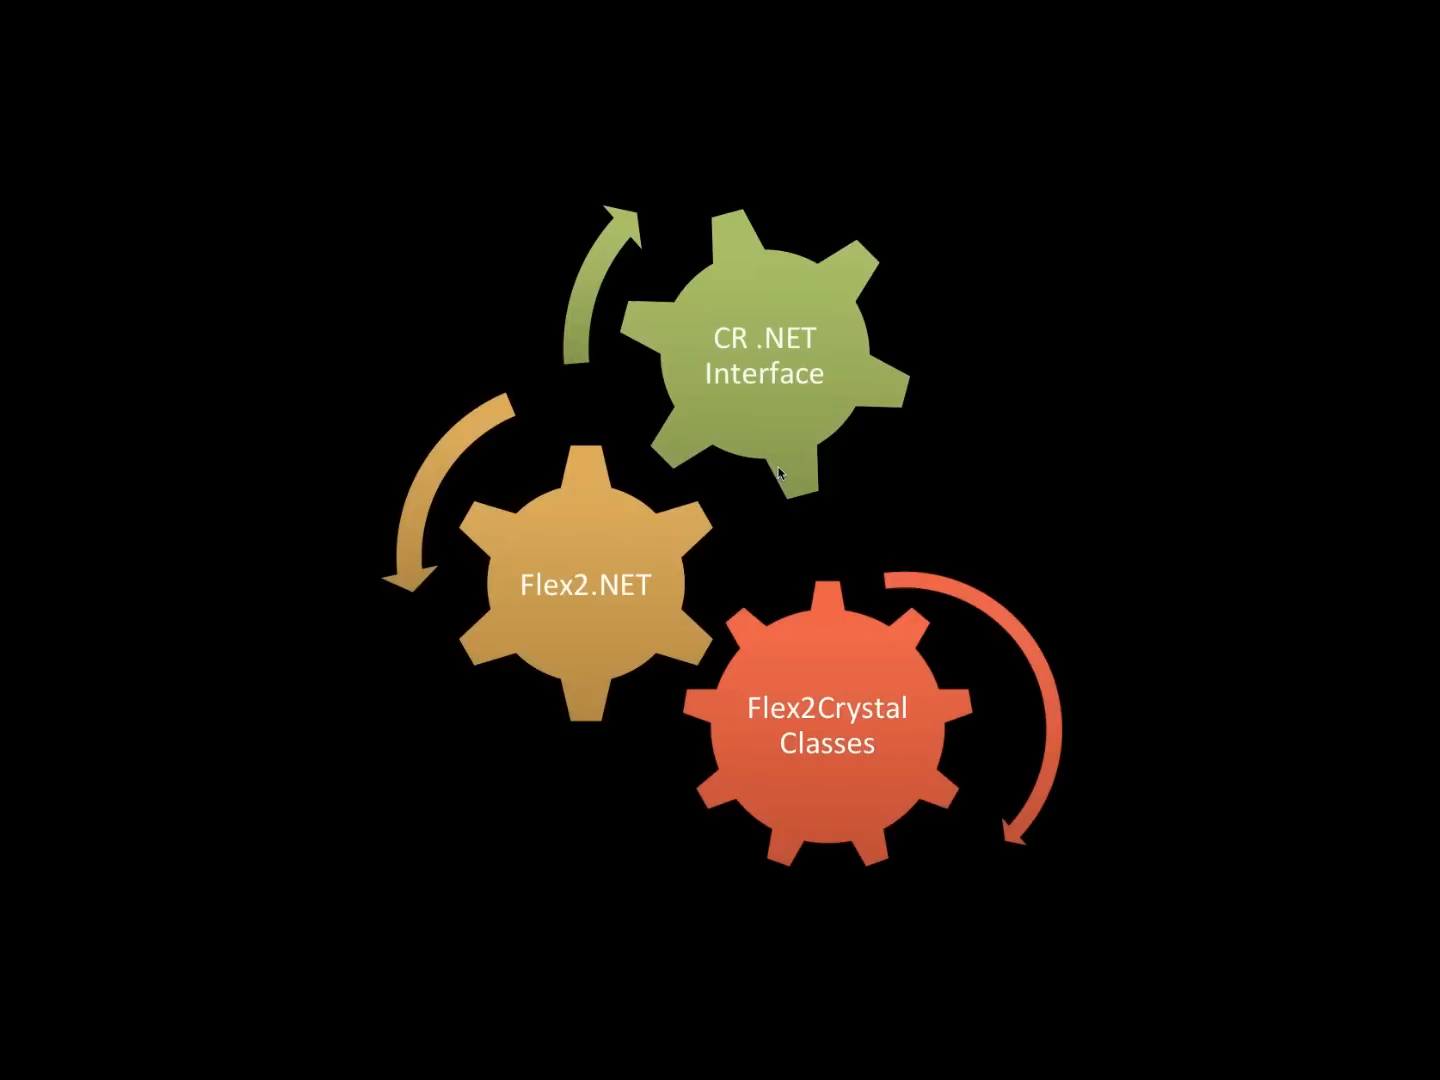 CR .NET
Interface
Flex2.NET
Flex2Crystal
Classes